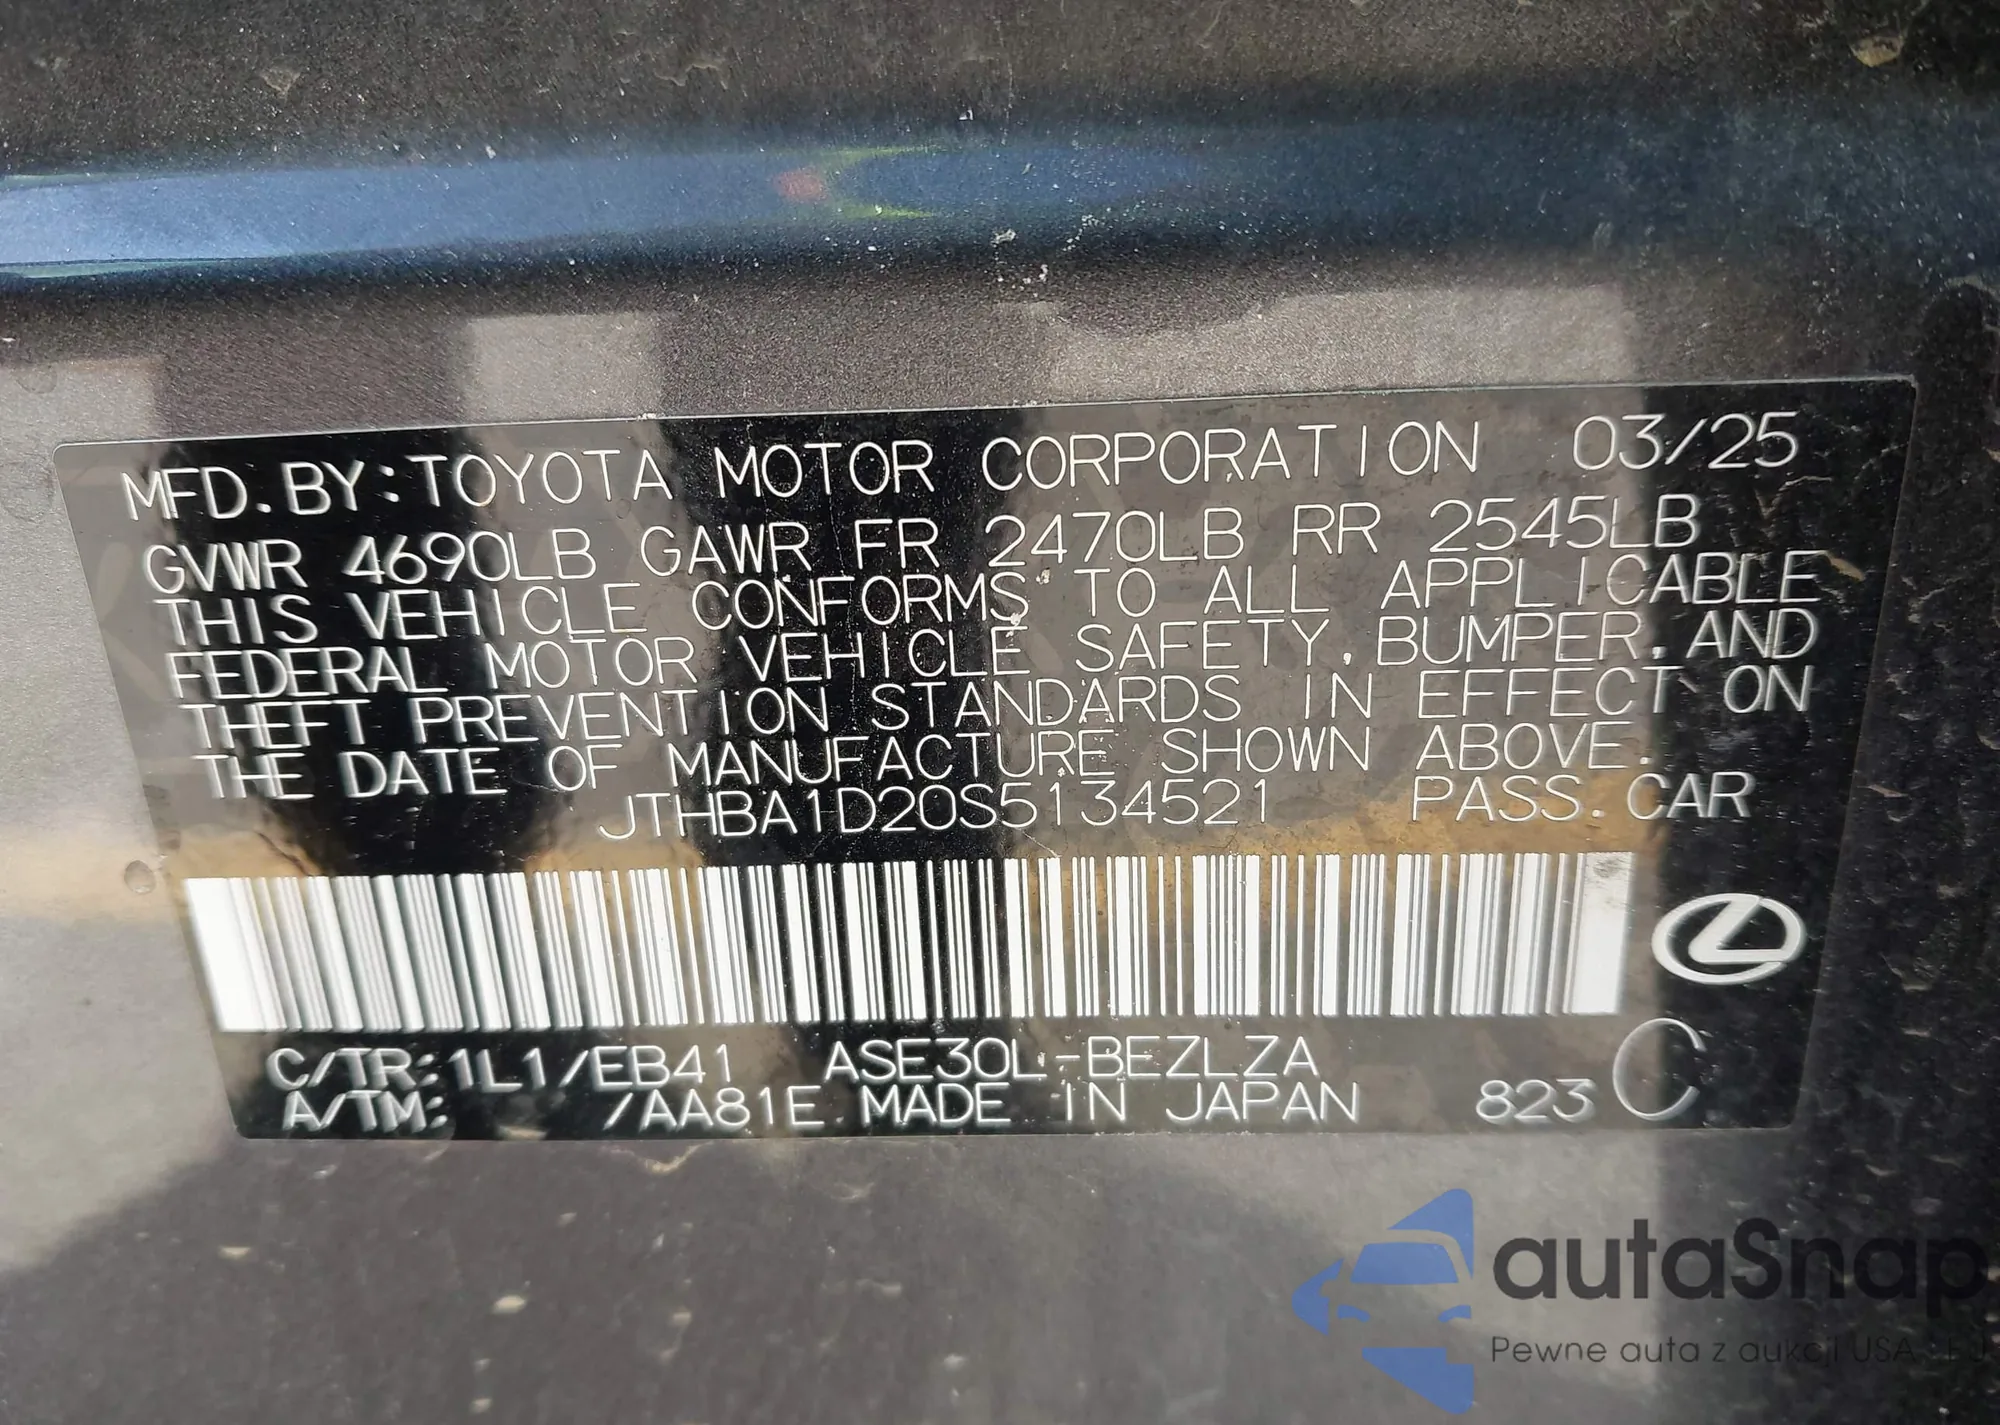 MFD. BY: TOYOTA MOTOR CORPORATION 03/25
GVWR 4690LB GAWR FR 2470LB RR 2545LB
THIS VEHICLE CONFORMS TO ALL APPLICABLE
FEDERAL MOTOR VEHICLE SAFETY, BUMPER, AND
THEFT PREVENTION STANDARDS IN EFFECT ON
THE DATE OF MANUFACTURE SHOWN ABOVE.
JTHBA1D20S5134521 PASS. CAR
C/TR: 1L1/EB41 ASE30L-BEZLZA
A/TM: /AA81E MADE IN JAPAN 823 C
autaSnap
Pewne auta z aukcji USA i EU